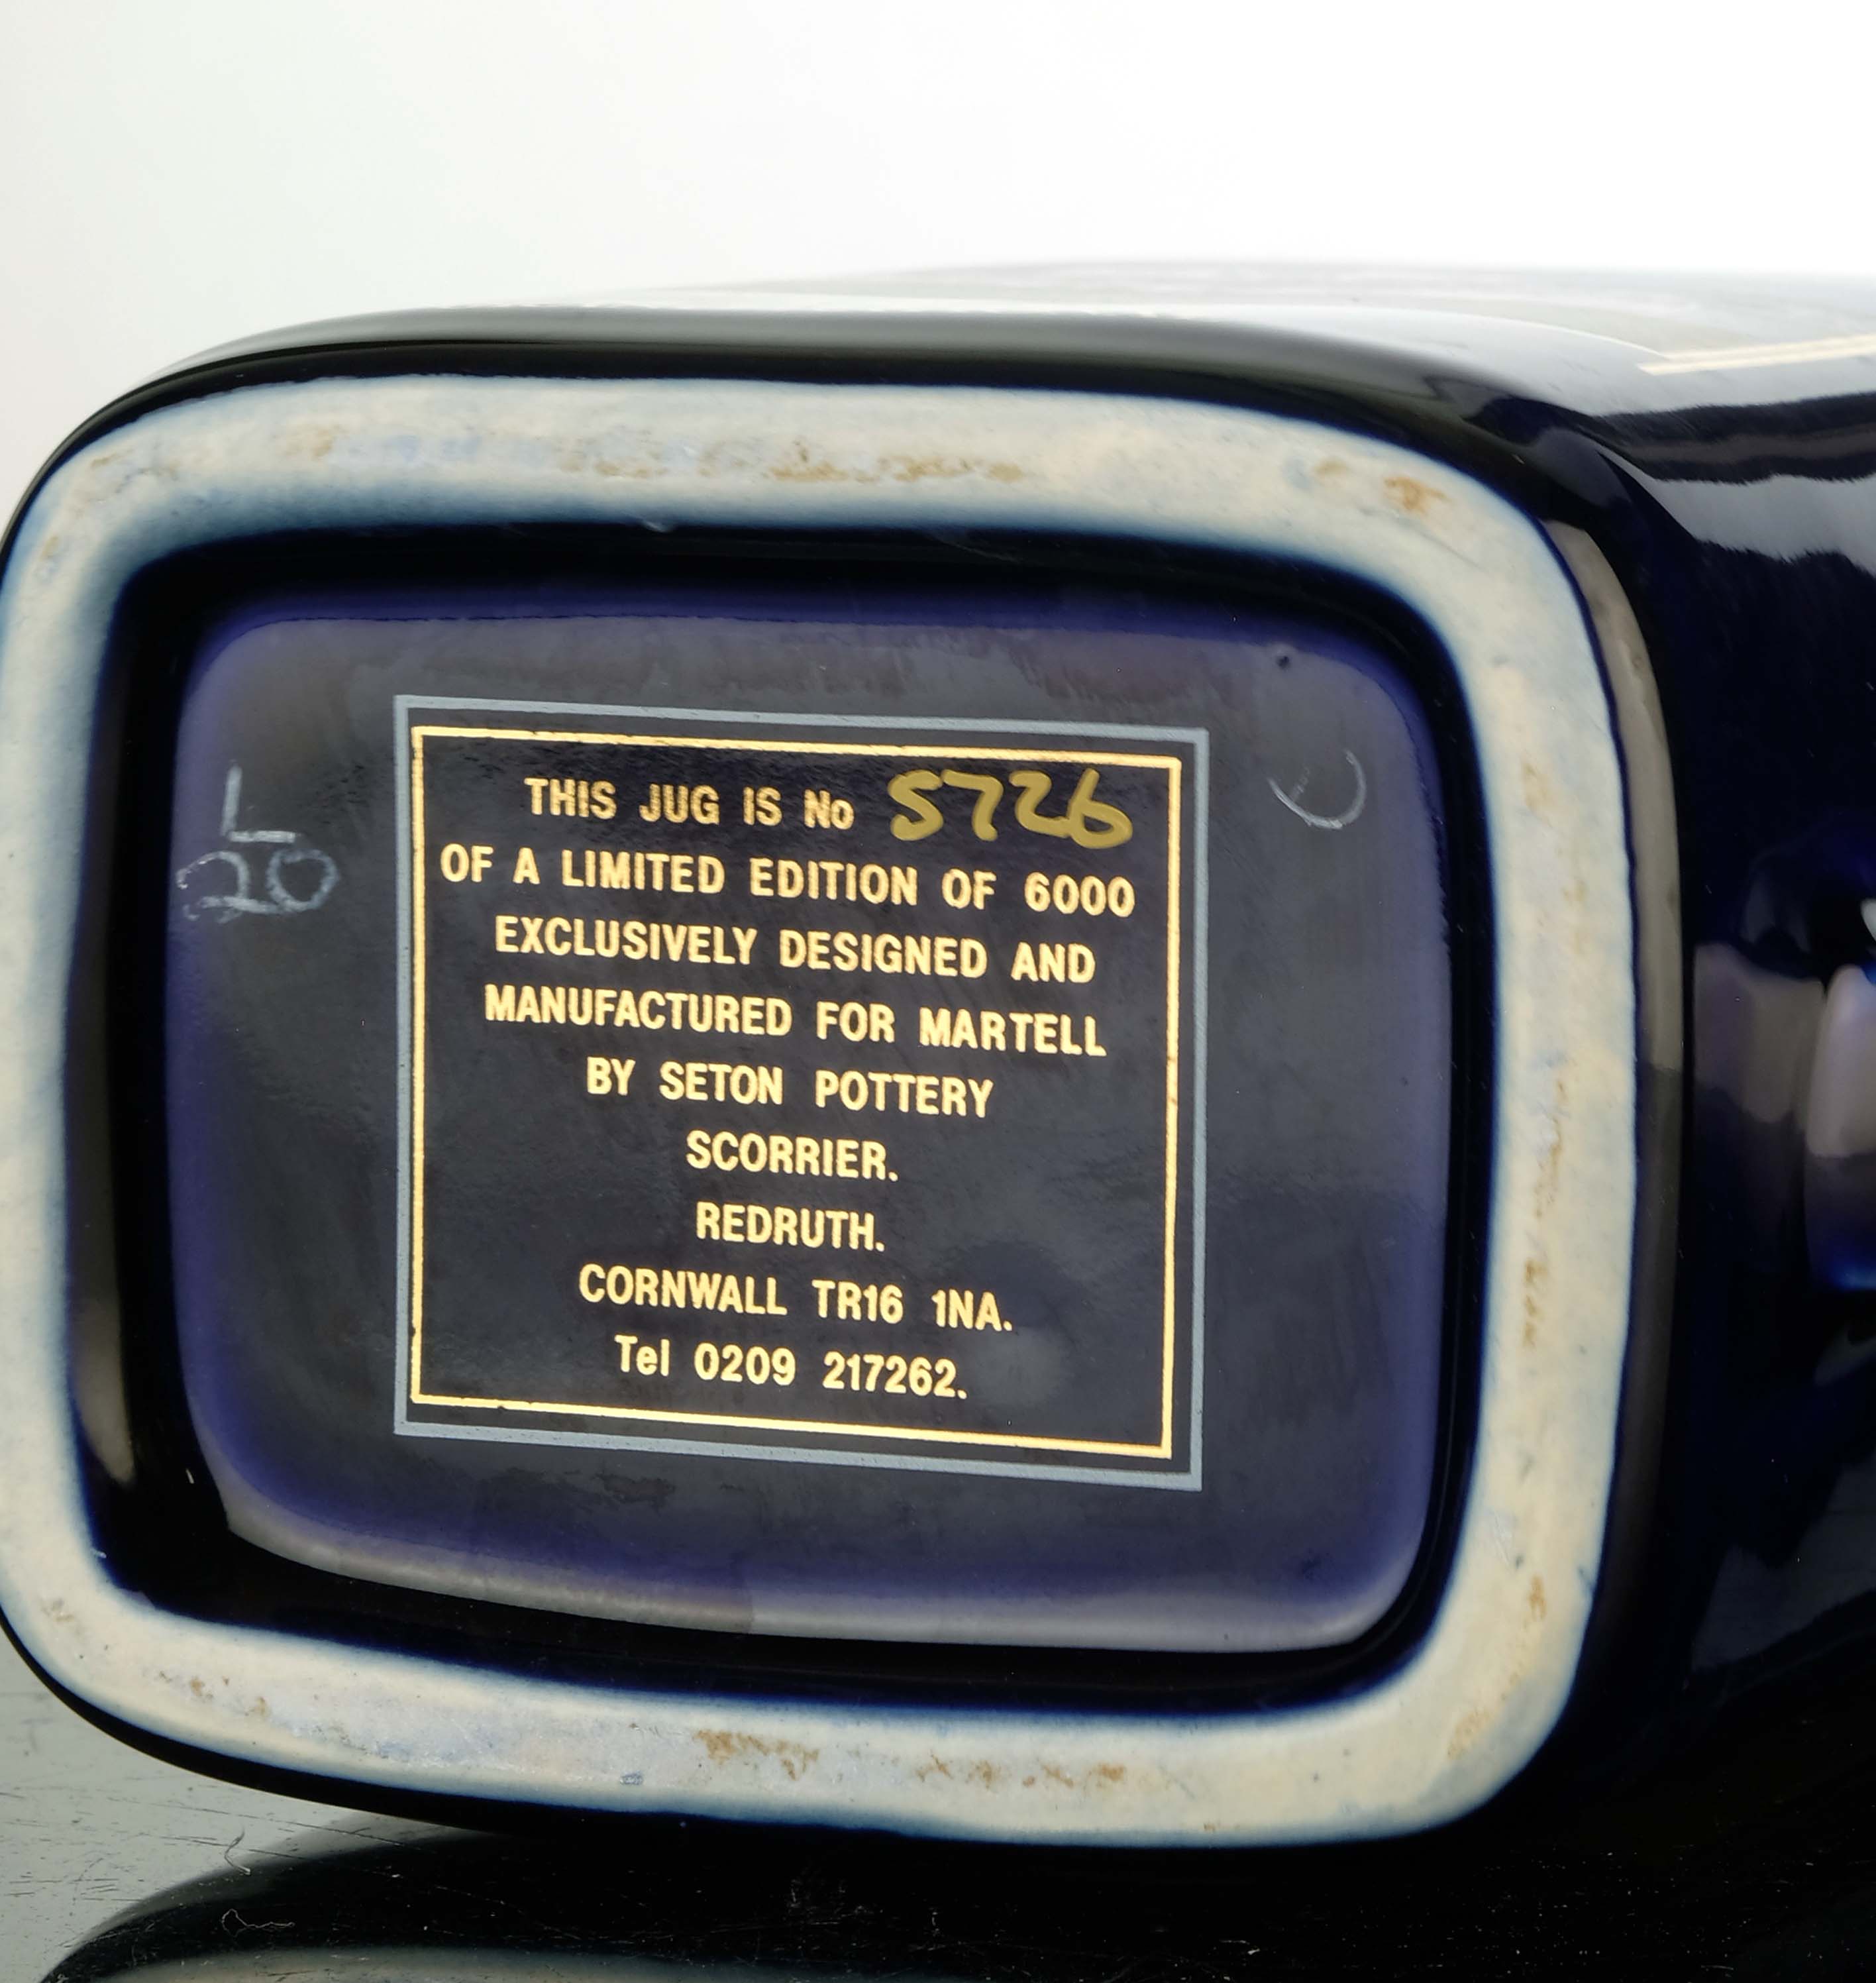 THIS JUG IS No 5726
OF A LIMITED EDITION OF 6000
EXCLUSIVELY DESIGNED AND
MANUFACTURED FOR MARTELL
BY SETON POTTERY
SCORRIER.
REDRUTH.
CORNWALL TR16 1NA.
Tel 0209 217262.
L
20
C